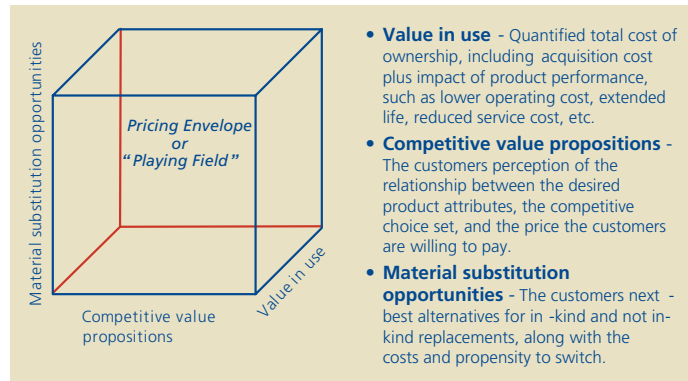 Material substitution opportunities
Pricing Envelope
or
“Playing Field”
Value in use
Competitive value
propositions
• Value in use - Quantified total cost of
ownership, including acquisition cost
plus impact of product performance,
such as lower operating cost, extended
life, reduced service cost, etc.
• Competitive value propositions -
The customers perception of the
relationship between the desired
product attributes, the competitive
choice set, and the price the customers
are willing to pay.
• Material substitution
opportunities - The customers next -
best alternatives for in -kind and not in-
kind replacements, along with the
costs and propensity to switch.